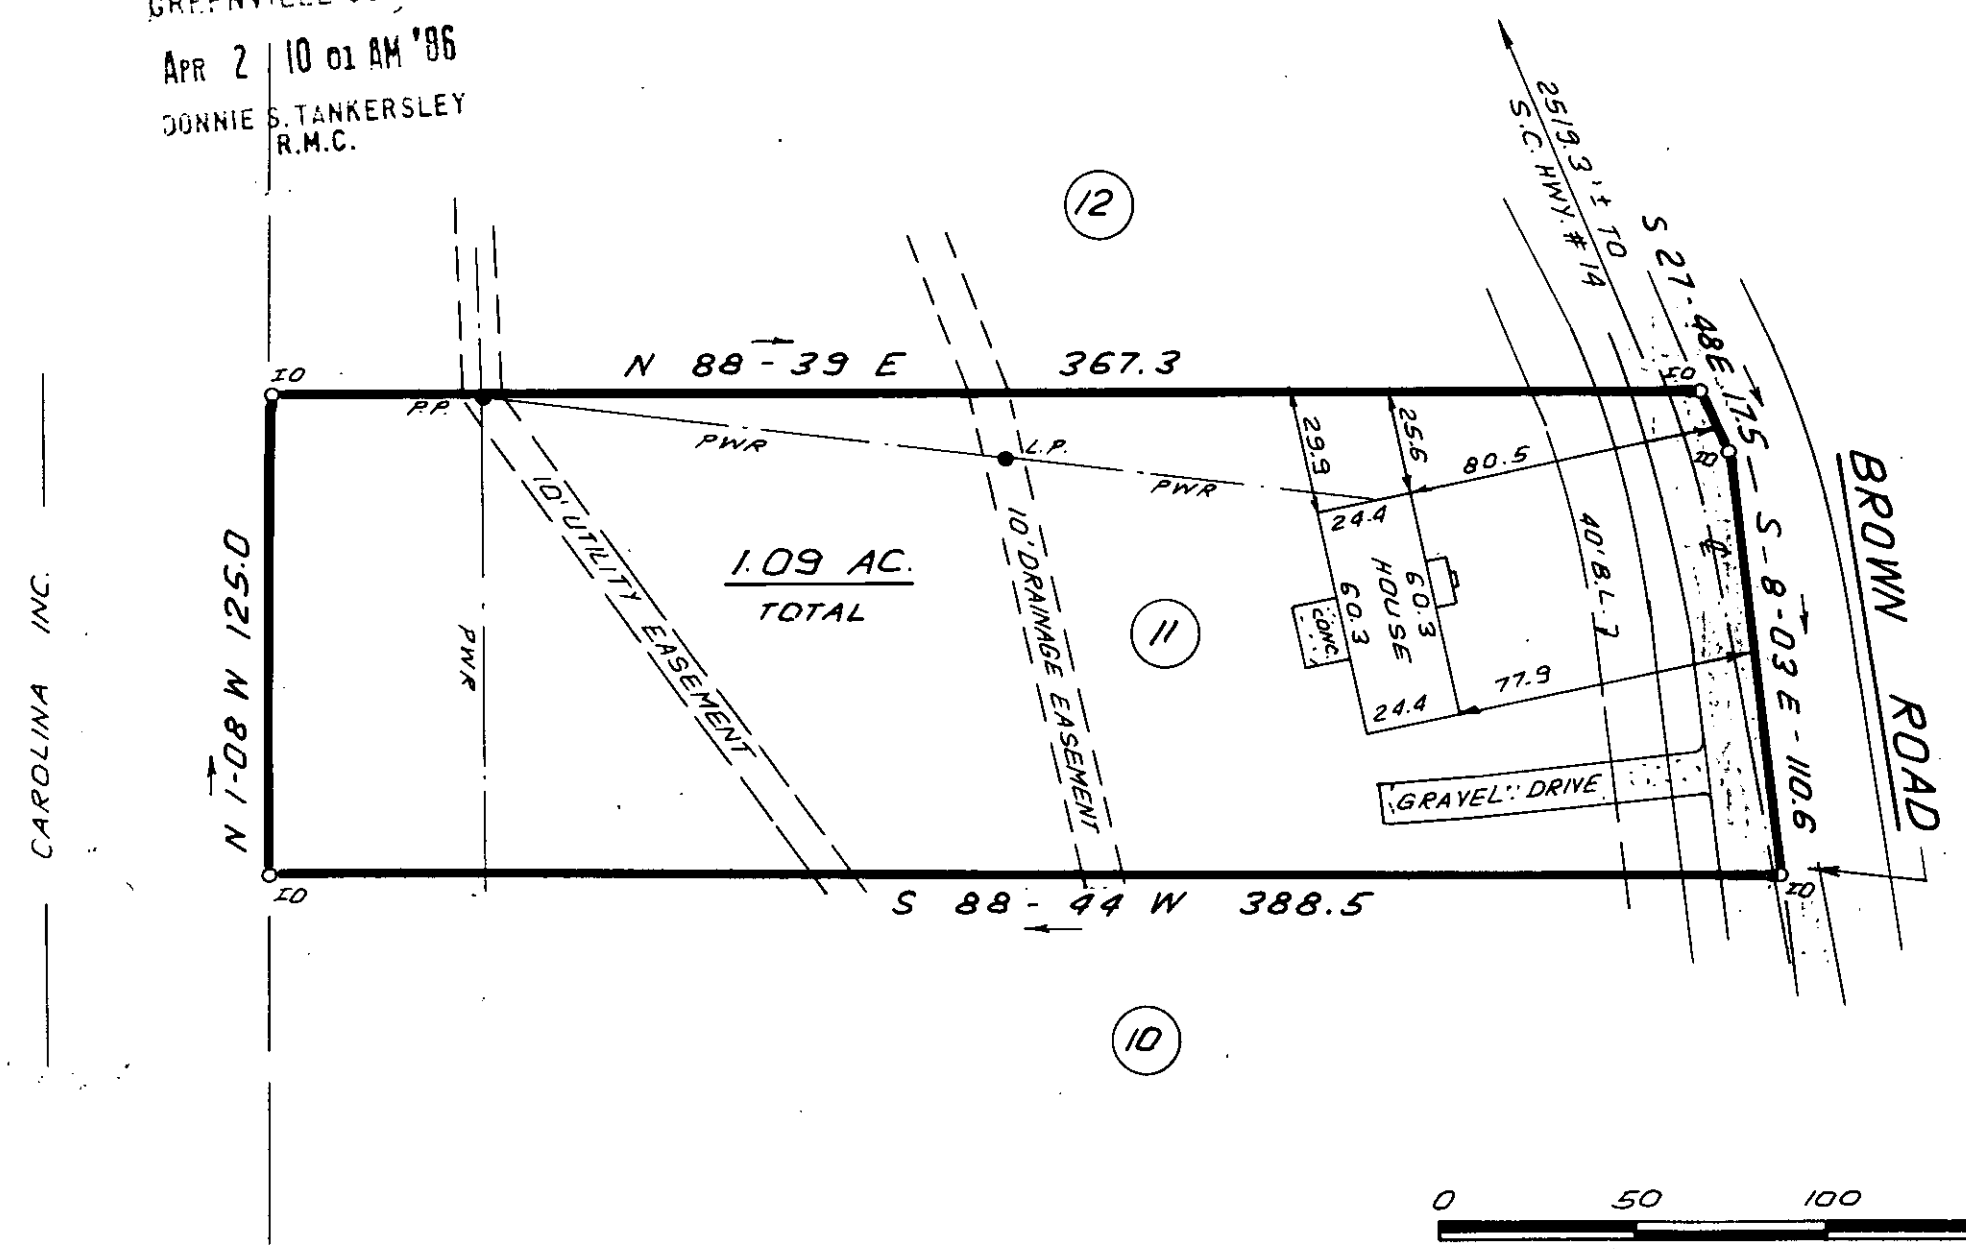 GREENVILLE CO
APR 2 10 01 AM '86
DONNIE S. TANKERSLEY
R.M.C.
12
2519.3'± TO
S.C. HWY. # 14
S 27-48 E 17.5
N 88-39 E 367.3
IO
IO
IO
P.P.
PWR
L.P.
PWR
29.9
25.6
80.5
24.4
10' UTILITY EASEMENT
10' DRAINAGE EASEMENT
1.09 AC.
TOTAL
11
HOUSE
60.3
60.3
CONC.
40' B.L.
77.9
24.4
℄
S-8-03 E-110.6
BROWN ROAD
N 1-08 W 125.0
PWR
CAROLINA INC.
GRAVEL DRIVE
IO
IO
S 88-44 W 388.5
10
0 50 100